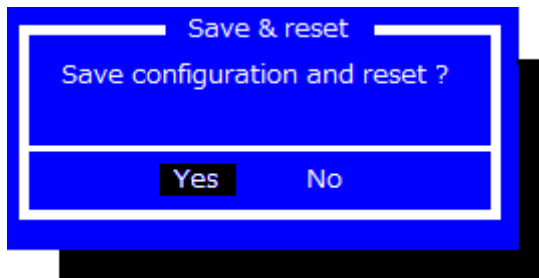 Save & reset
Save configuration and reset ?
Yes No